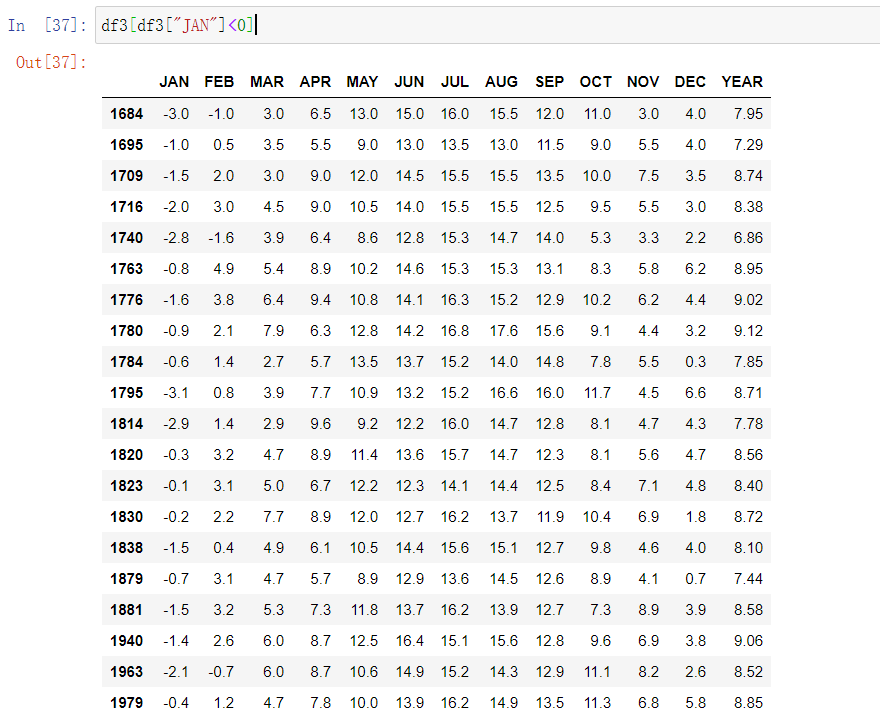 In [37]: df3[df3["JAN"]<0]
Out[37]:
JAN FEB MAR APR MAY JUN JUL AUG SEP OCT NOV DEC YEAR
1684 -3.0 -1.0 3.0 6.5 13.0 15.0 16.0 15.5 12.0 11.0 3.0 4.0 7.95
1695 -1.0 0.5 3.5 5.5 9.0 13.0 13.5 13.0 11.5 9.0 5.5 4.0 7.29
1709 -1.5 2.0 3.0 9.0 12.0 14.5 15.5 15.5 13.5 10.0 7.5 3.5 8.74
1716 -2.0 3.0 4.5 9.0 10.5 14.0 15.5 15.5 12.5 9.5 5.5 3.0 8.38
1740 -2.8 -1.6 3.9 6.4 8.6 12.8 15.3 14.7 14.0 5.3 3.3 2.2 6.86
1763 -0.8 4.9 5.4 8.9 10.2 14.6 15.3 15.3 13.1 8.3 5.8 6.2 8.95
1776 -1.6 3.8 6.4 9.4 10.8 14.1 16.3 15.2 12.9 10.2 6.2 4.4 9.02
1780 -0.9 2.1 7.9 6.3 12.8 14.2 16.8 17.6 15.6 9.1 4.4 3.2 9.12
1784 -0.6 1.4 2.7 5.7 13.5 13.7 15.2 14.0 14.8 7.8 5.5 0.3 7.85
1795 -3.1 0.8 3.9 7.7 10.9 13.2 15.2 16.6 16.0 11.7 4.5 6.6 8.71
1814 -2.9 1.4 2.9 9.6 9.2 12.2 16.0 14.7 12.8 8.1 4.7 4.3 7.78
1820 -0.3 3.2 4.7 8.9 11.4 13.6 15.7 14.7 12.3 8.1 5.6 4.7 8.56
1823 -0.1 3.1 5.0 6.7 12.2 12.3 14.1 14.4 12.5 8.4 7.1 4.8 8.40
1830 -0.2 2.2 7.7 8.9 12.0 12.7 16.2 13.7 11.9 10.4 6.9 1.8 8.72
1838 -1.5 0.4 4.9 6.1 10.5 14.4 15.6 15.1 12.7 9.8 4.6 4.0 8.10
1879 -0.7 3.1 4.7 5.7 8.9 12.9 13.6 14.5 12.6 8.9 4.1 0.7 7.44
1881 -1.5 3.2 5.3 7.3 11.8 13.7 16.2 13.9 12.7 7.3 8.9 3.9 8.58
1940 -1.4 2.6 6.0 8.7 12.5 16.4 15.1 15.6 12.8 9.6 6.9 3.8 9.06
1963 -2.1 -0.7 6.0 8.7 10.6 14.9 15.2 14.3 12.9 11.1 8.2 2.6 8.52
1979 -0.4 1.2 4.7 7.8 10.0 13.9 16.2 14.9 13.5 11.3 6.8 5.8 8.85